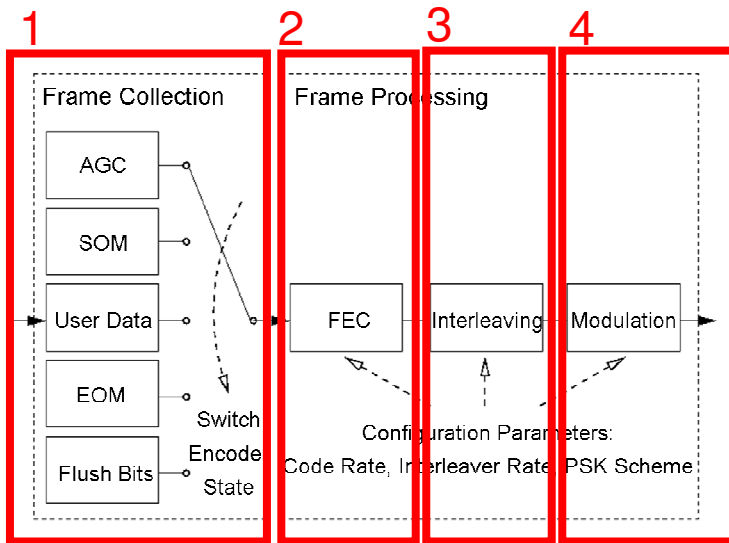 1
2
3
4
Frame Collection
Frame Processing
AGC
SOM
User Data
EOM
Flush Bits
Switch
Encode
State
FEC
Interleaving
Modulation
Configuration Parameters:
Code Rate, Interleaver Rate, PSK Scheme